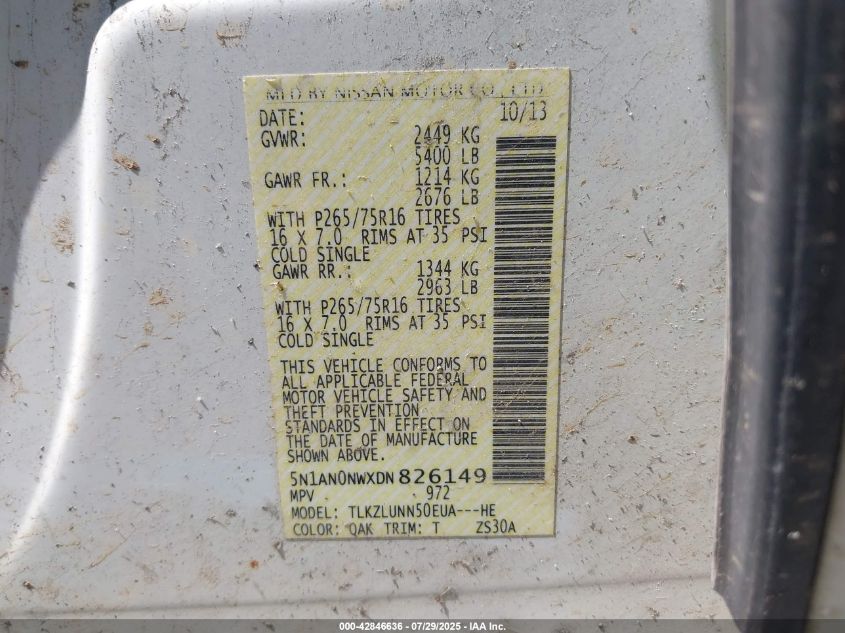 MFD BY NISSAN MOTOR CO., LTD.
DATE: 10/13
GVWR: 2449 KG
5400 LB
GAWR FR.: 1214 KG
2676 LB
WITH P265/75R16 TIRES
16 X 7.0 RIMS AT 35 PSI
COLD SINGLE
GAWR RR.: 1344 KG
2963 LB
WITH P265/75R16 TIRES
16 X 7.0 RIMS AT 35 PSI
COLD SINGLE
THIS VEHICLE CONFORMS TO
ALL APPLICABLE FEDERAL
MOTOR VEHICLE SAFETY AND
THEFT PREVENTION
STANDARDS IN EFFECT ON
THE DATE OF MANUFACTURE
SHOWN ABOVE.
5N1AN0NWXDN826149
MPV 972
MODEL: TLKZLUNN50EUA---HE
COLOR: QAK TRIM: T ZS30A
000-42846636 - 07/29/2025 - IAA Inc.